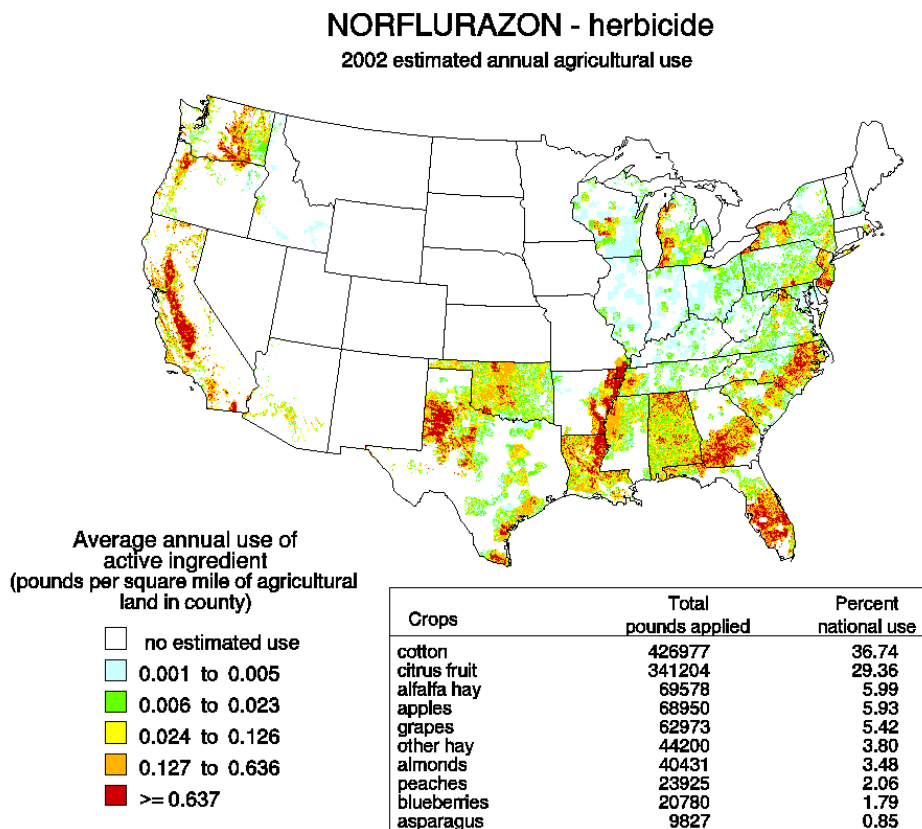 NORFLURAZON - herbicide
2002 estimated annual agricultural use
Average annual use of
active ingredient
(pounds per square mile of agricultural
land in county)
no estimated use
0.001 to 0.005
0.006 to 0.023
0.024 to 0.126
0.127 to 0.636
>= 0.637
Crops Total pounds applied Percent national use
cotton 426977 36.74
citrus fruit 341204 29.36
alfalfa hay 69578 5.99
apples 68950 5.93
grapes 62973 5.42
other hay 44200 3.80
almonds 40431 3.48
peaches 23925 2.06
blueberries 20780 1.79
asparagus 9827 0.85